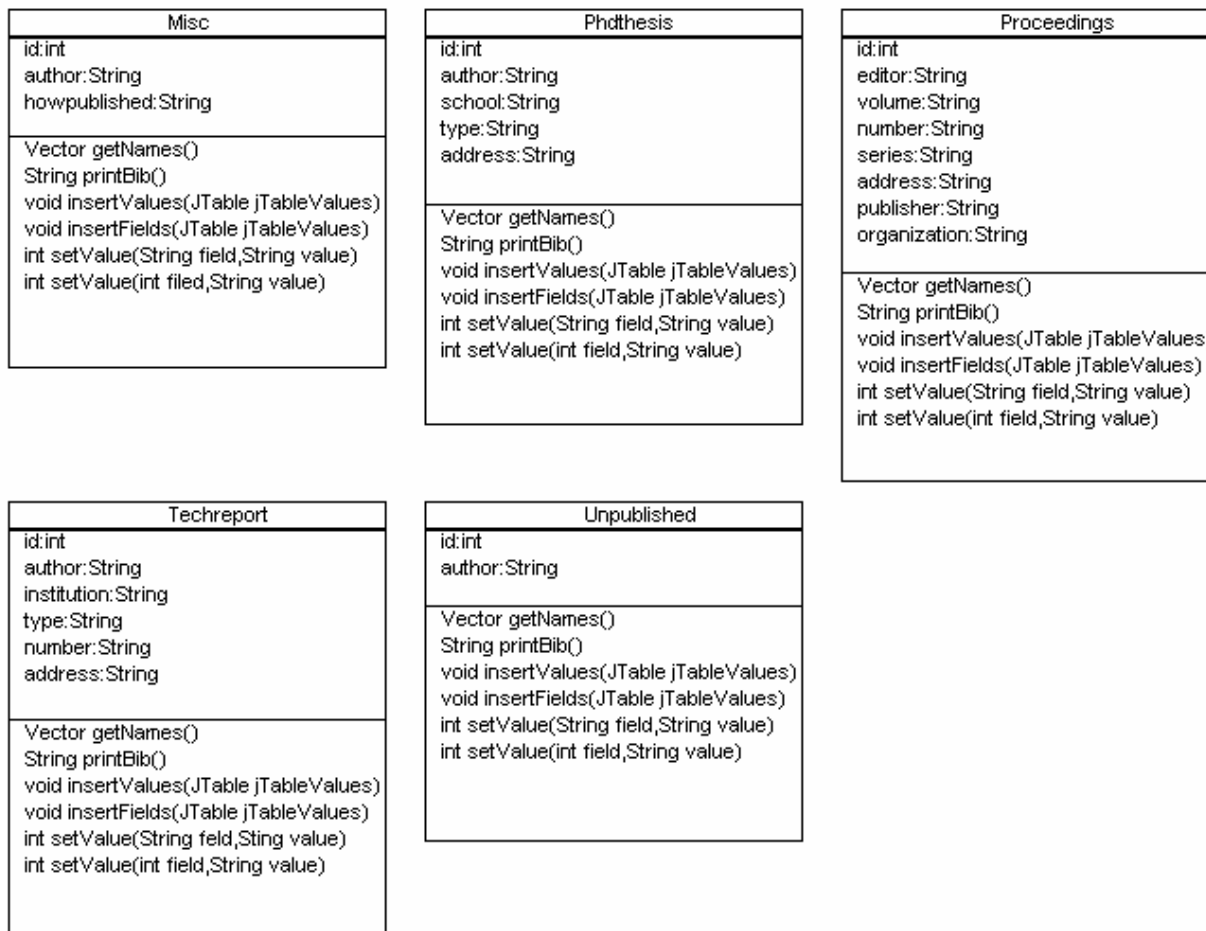 Misc
id:int
author:String
howpublished:String
Vector getNames()
String printBib()
void insertValues(JTable jTableValues)
void insertFields(JTable jTableValues)
int setValue(String field,String value)
int setValue(int filed,String value)
Phdthesis
id:int
author:String
school:String
type:String
address:String
Vector getNames()
String printBib()
void insertValues(JTable jTableValues)
void insertFields(JTable jTableValues)
int setValue(String field,String value)
int setValue(int field,String value)
Proceedings
id:int
editor:String
volume:String
number:String
series:String
address:String
publisher:String
organization:String
Vector getNames()
String printBib()
void insertValues(JTable jTableValues
void insertFields(JTable jTableValues)
int setValue(String field,String value)
int setValue(int field,String value)
Techreport
id:int
author:String
institution:String
type:String
number:String
address:String
Vector getNames()
String printBib()
void insertValues(JTable jTableValues)
void insertFields(JTable jTableValues)
int setValue(String feld,Sting value)
int setValue(int field,String value)
Unpublished
id:int
author:String
Vector getNames()
String printBib()
void insertValues(JTable jTableValues)
void insertFields(JTable jTableValues)
int setValue(String field,String value)
int setValue(int field,String value)